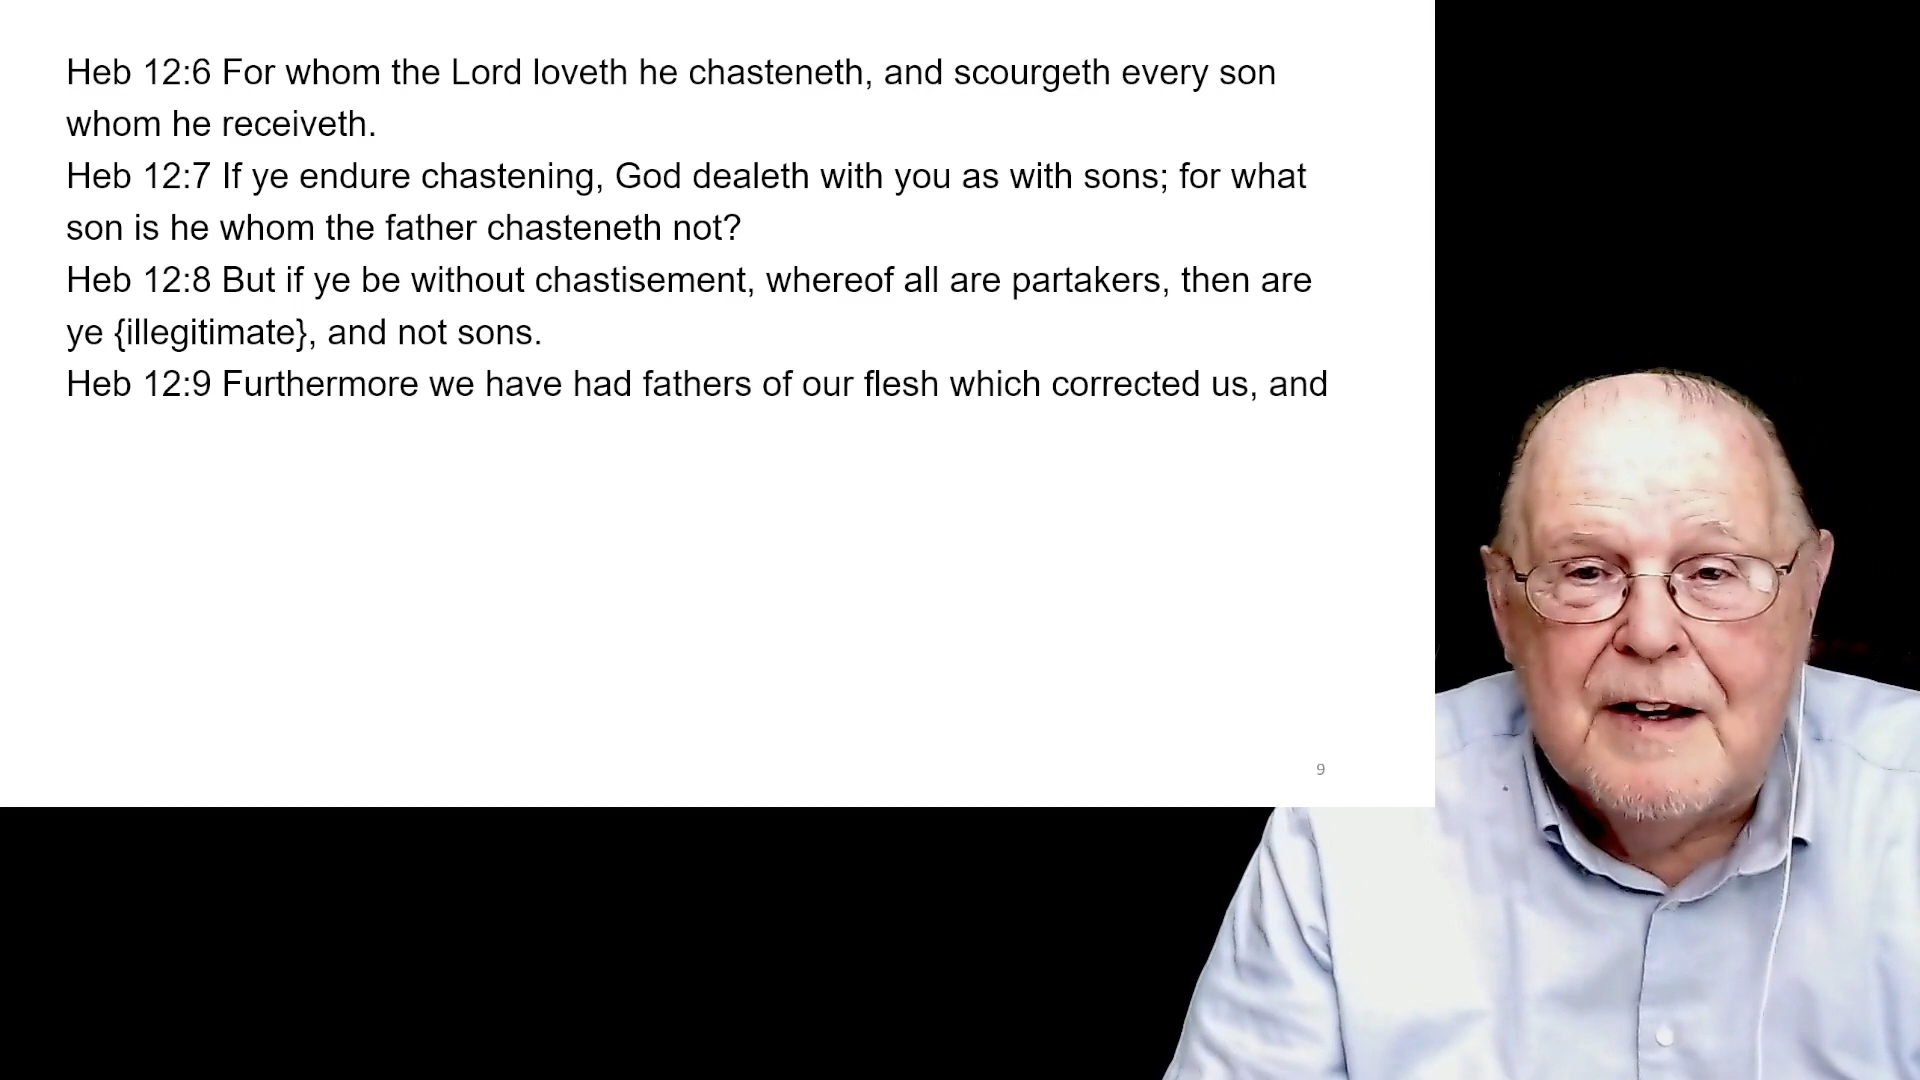 Heb 12:6 For whom the Lord loveth he chasteneth, and scourgeth every son
whom he receiveth.
Heb 12:7 If ye endure chastening, God dealeth with you as with sons; for what
son is he whom the father chasteneth not?
Heb 12:8 But if ye be without chastisement, whereof all are partakers, then are
ye {illegitimate}, and not sons.
Heb 12:9 Furthermore we have had fathers of our flesh which corrected us, and
9